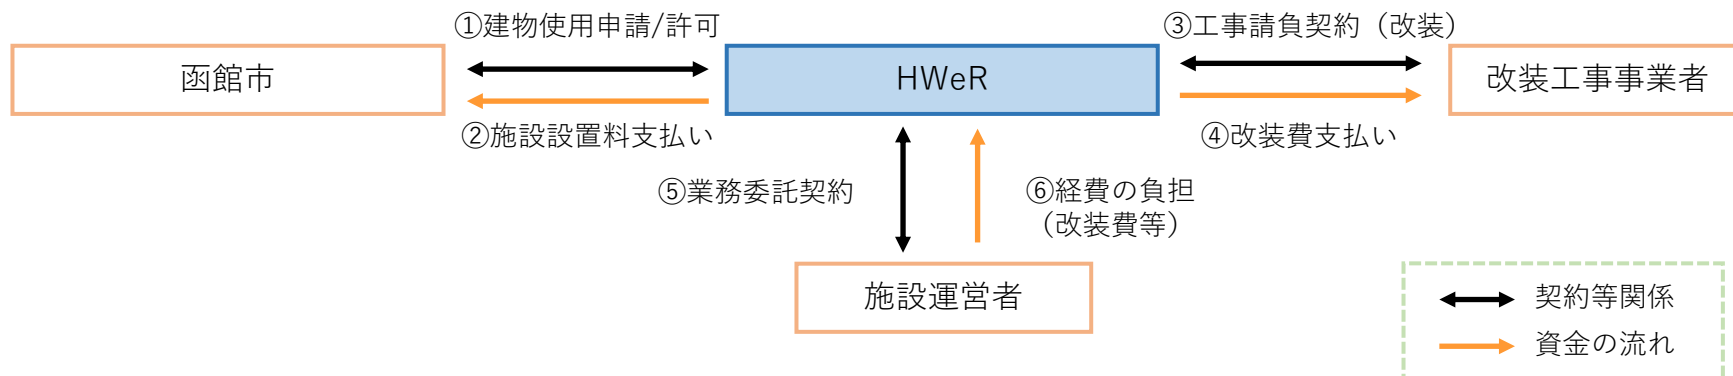 ①建物使用申請/許可
③工事請負契約（改装）
函館市
HWeR
改装工事事業者
②施設設置料支払い
④改装費支払い
⑤業務委託契約
⑥経費の負担
（改装費等）
施設運営者
契約等関係
資金の流れ